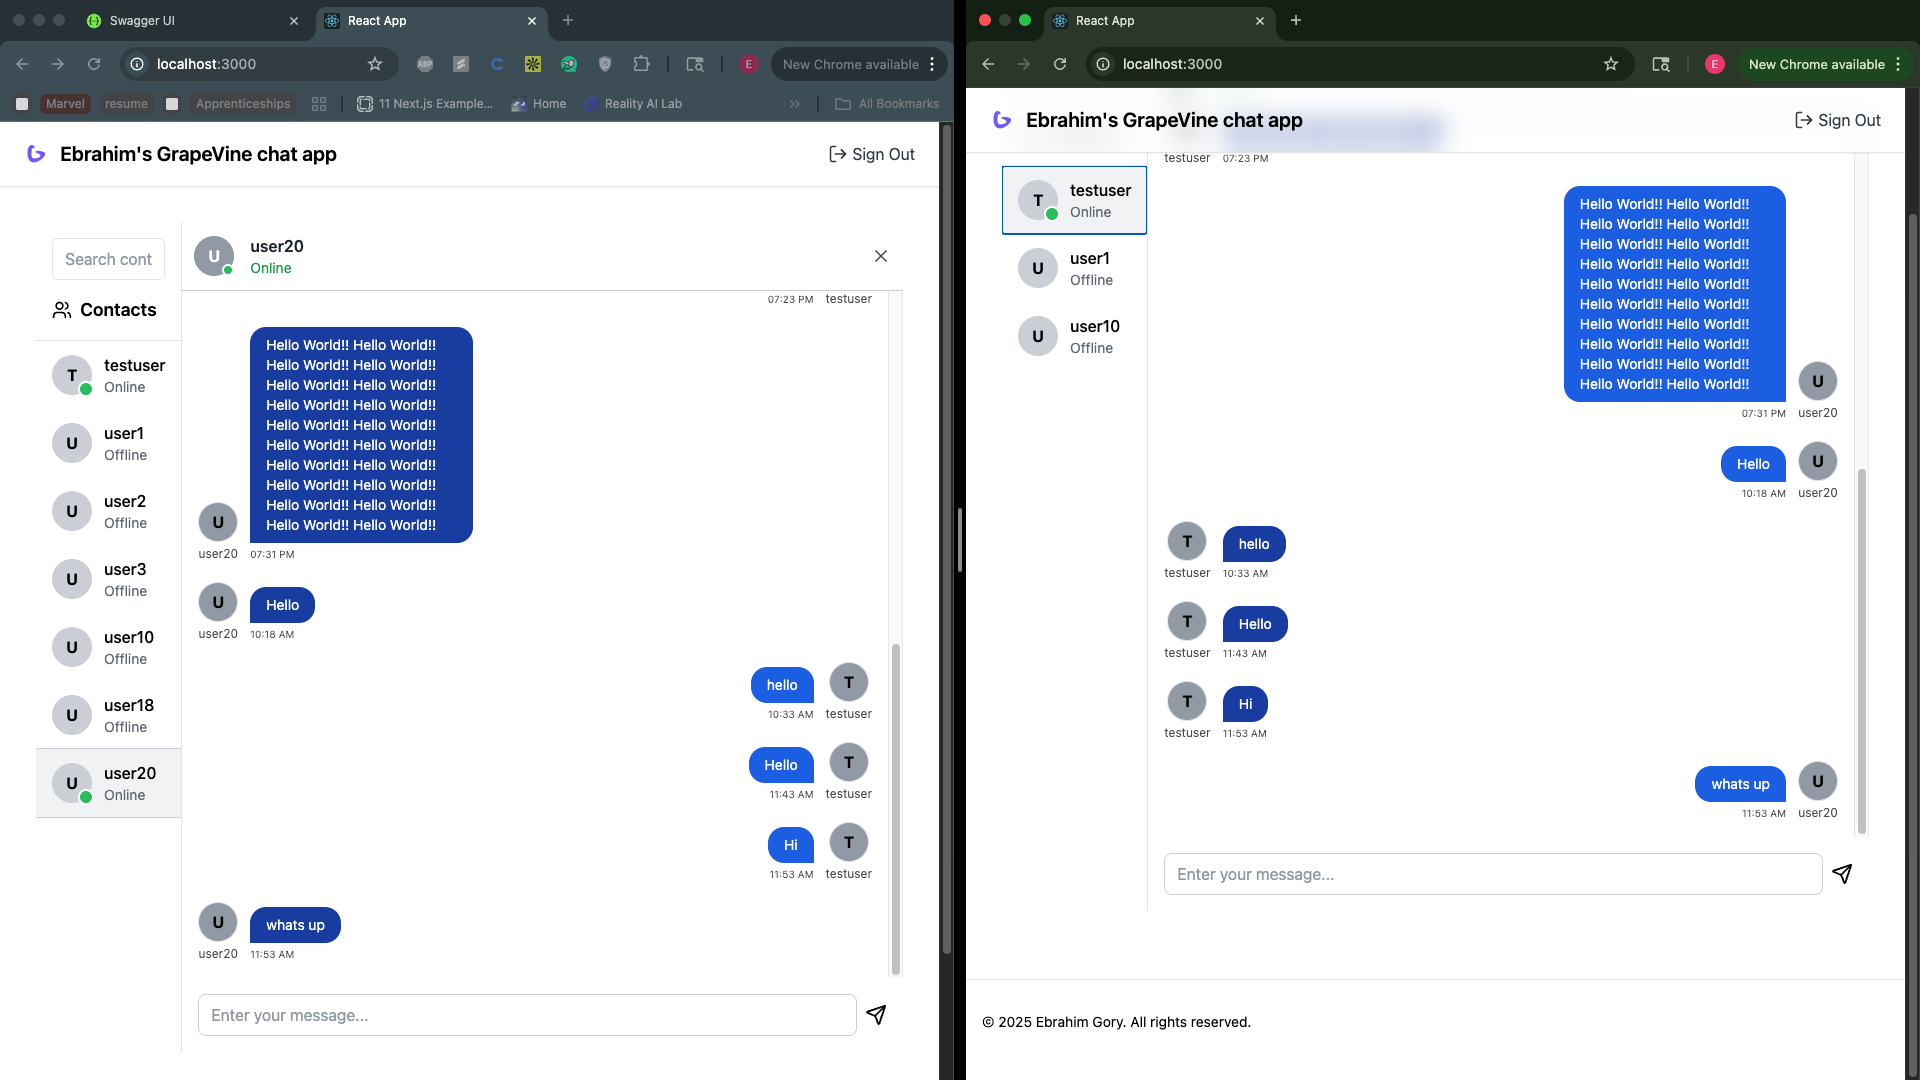 Swagger UI
React App
localhost:3000
ABP
E
New Chrome available
Marvel
resume
Apprenticeships
11 Next.js Example...
Home
Reality AI Lab
All Bookmarks
Ebrahim's GrapeVine chat app
Sign Out
Search cont
Contacts
T
testuser
Online
U
user1
Offline
U
user2
Offline
U
user3
Offline
U
user10
Offline
U
user18
Offline
U
user20
Online
U
user20
Online
07:23 PM testuser
Hello World!! Hello World!!
Hello World!! Hello World!!
Hello World!! Hello World!!
Hello World!! Hello World!!
Hello World!! Hello World!!
Hello World!! Hello World!!
Hello World!! Hello World!!
Hello World!! Hello World!!
Hello World!! Hello World!!
Hello World!! Hello World!!
U
user20 07:31 PM
U
Hello
user20 10:18 AM
hello
T
10:33 AM testuser
Hello
T
11:43 AM testuser
Hi
T
11:53 AM testuser
U
whats up
user20 11:53 AM
Enter your message...
React App
localhost:3000
E
New Chrome available
Ebrahim's GrapeVine chat app
Sign Out
T
testuser
Online
U
user1
Offline
U
user10
Offline
testuser 07:23 PM
Hello World!! Hello World!!
Hello World!! Hello World!!
Hello World!! Hello World!!
Hello World!! Hello World!!
Hello World!! Hello World!!
Hello World!! Hello World!!
Hello World!! Hello World!!
Hello World!! Hello World!!
Hello World!! Hello World!!
Hello World!! Hello World!!
U
07:31 PM user20
Hello
U
10:18 AM user20
T
hello
testuser 10:33 AM
T
Hello
testuser 11:43 AM
T
Hi
testuser 11:53 AM
whats up
U
11:53 AM user20
Enter your message...
© 2025 Ebrahim Gory. All rights reserved.